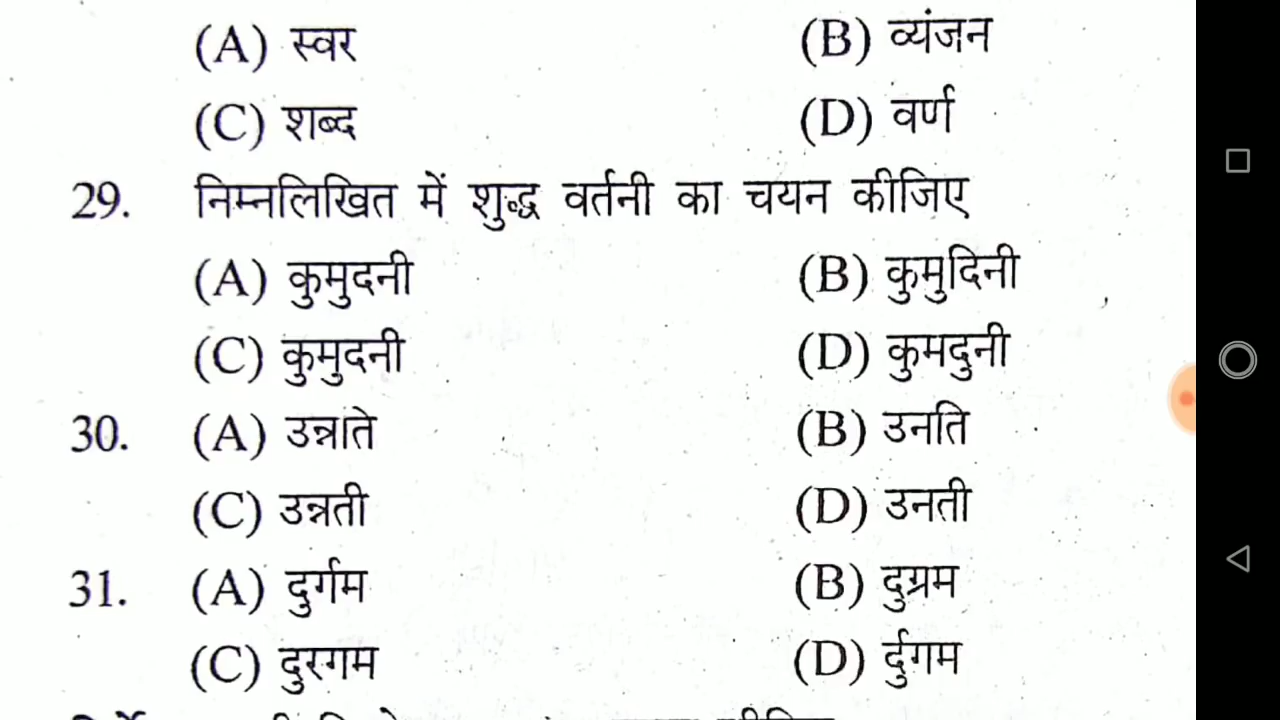 (A) स्वर (B) व्यंजन
(C) शब्द (D) वर्ण
29. निम्नलिखित में शुद्ध वर्तनी का चयन कीजिए
(A) कुमुदनी (B) कुमुदिनी
(C) कुमुदनी (D) कुमदुनी
30. (A) उन्नति (B) उनति
(C) उन्नती (D) उनती
31. (A) दुर्गम (B) दुग्रम
(C) दुरगम (D) र्दुगम